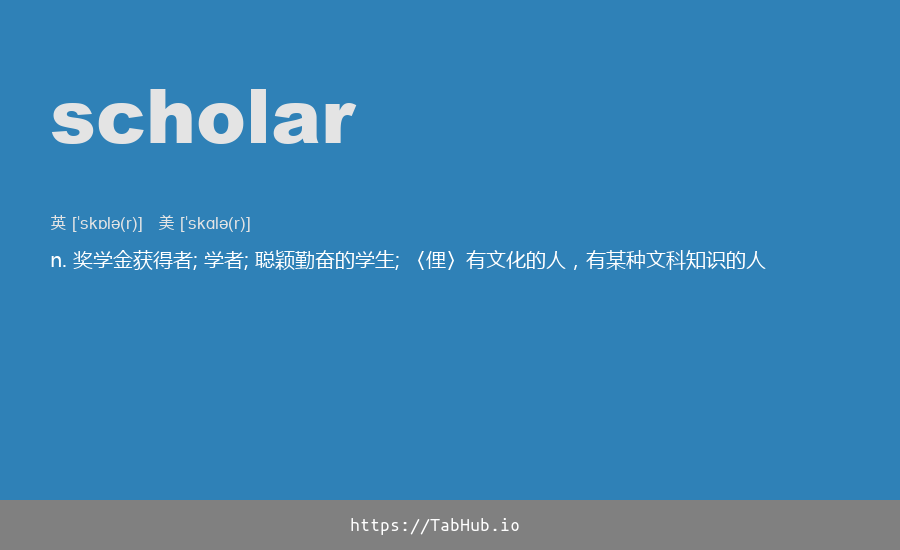 scholar
英 [ˈskɒlə(r)] 美 [ˈskɑlə(r)]
n. 奖学金获得者; 学者; 聪颖勤奋的学生; 〈俚〉有文化的人，有某种文科知识的人
https://TabHub.io